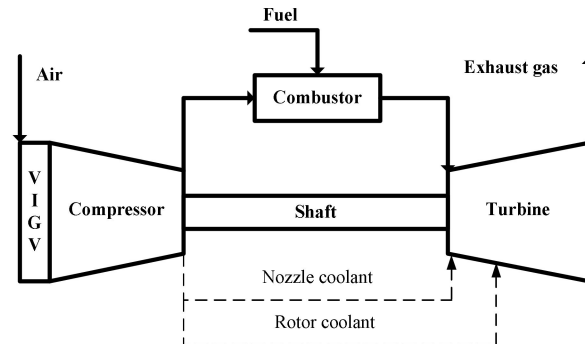 Fuel
Air
Exhaust gas
Combustor
V
I
G
V
Compressor
Shaft
Turbine
Nozzle coolant
Rotor coolant